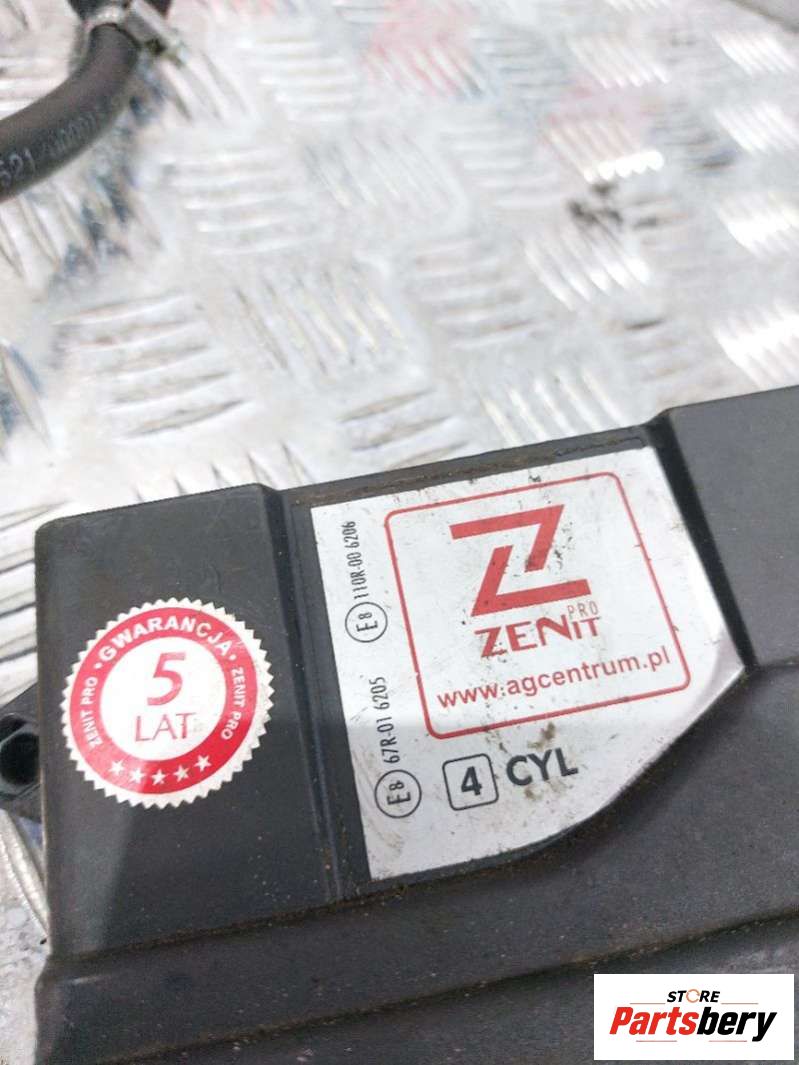 621
E8 110R-00 6206
E8 67R-01 6205
Z
PRO
ZENIT
www.agcentrum.pl
4 CYL
GWARANCJA
ZENIT PRO
5
LAT
ZENIT PRO
STORE
Partsbery